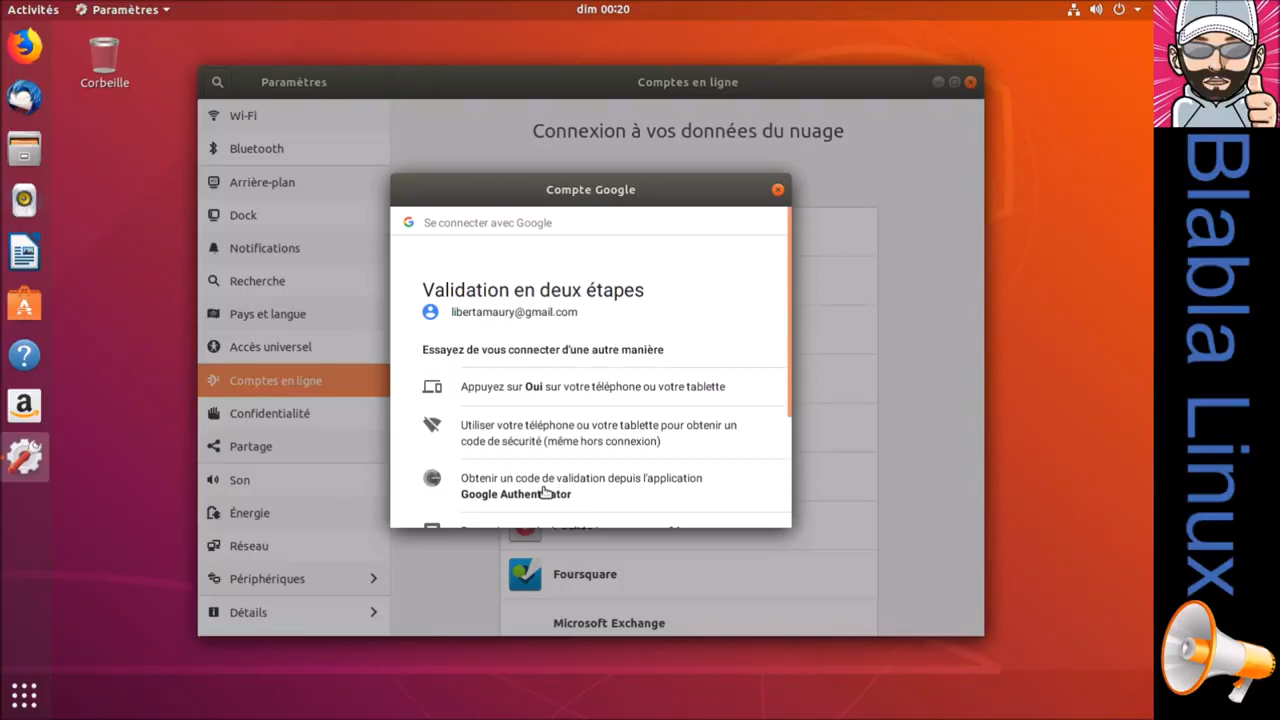 Activités
Paramètres
dim 00:20
Corbeille
Paramètres
Comptes en ligne
Wi-Fi
Bluetooth
Arrière-plan
Dock
Notifications
Recherche
Pays et langue
Accès universel
Comptes en ligne
Confidentialité
Partage
Son
Énergie
Réseau
Périphériques
Détails
Connexion à vos données du nuage
Compte Google
Se connecter avec Google
Validation en deux étapes
libertamaury@gmail.com
Essayez de vous connecter d'une autre manière
Appuyez sur Oui sur votre téléphone ou votre tablette
Utiliser votre téléphone ou votre tablette pour obtenir un
code de sécurité (même hors connexion)
Obtenir un code de validation depuis l'application
Google Authenticator
Foursquare
Microsoft Exchange
Blabla Linux